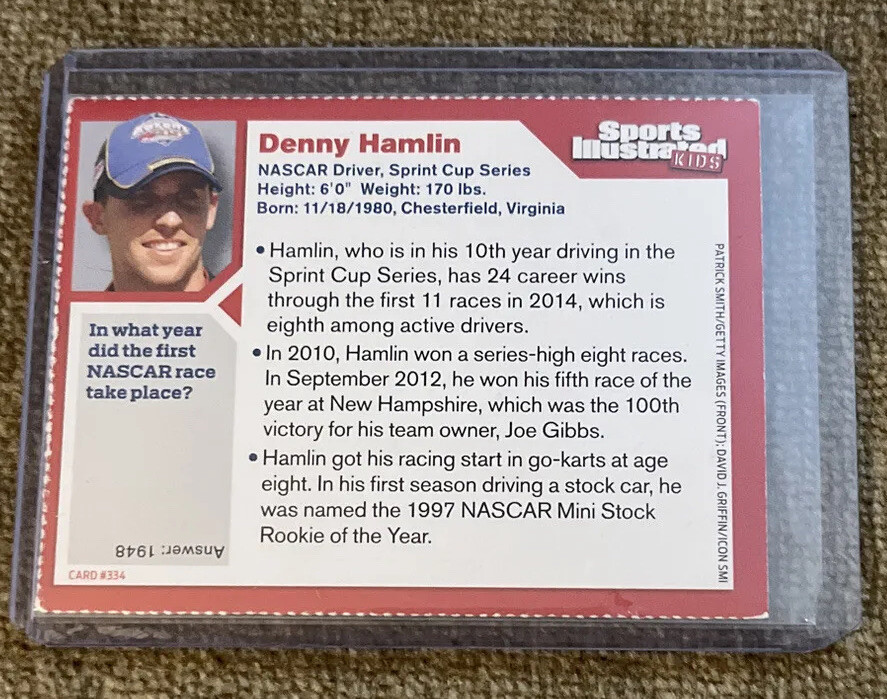 Denny Hamlin
NASCAR Driver, Sprint Cup Series
Height: 6'0" Weight: 170 lbs.
Born: 11/18/1980, Chesterfield, Virginia
Sports
Illustrated
KIDS
• Hamlin, who is in his 10th year driving in the
Sprint Cup Series, has 24 career wins
through the first 11 races in 2014, which is
eighth among active drivers.
• In 2010, Hamlin won a series-high eight races.
In September 2012, he won his fifth race of the
year at New Hampshire, which was the 100th
victory for his team owner, Joe Gibbs.
• Hamlin got his racing start in go-karts at age
eight. In his first season driving a stock car, he
was named the 1997 NASCAR Mini Stock
Rookie of the Year.
In what year
did the first
NASCAR race
take place?
Answer: 1948
CARD #334
PATRICK SMITH/GETTY IMAGES (FRONT); DAVID J. GRIFFIN/ICON SMI